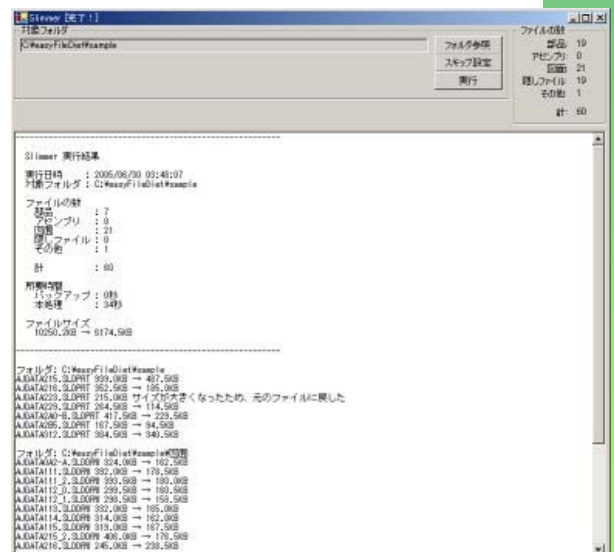 Slimmer [完了!]
対象フォルダ
C:¥easyFileDiet¥sample
フォルダ参照
スキップ設定
実行
ファイルの数
部品 19
アセンブリ 0
図面 21
隠しファイル 19
その他 1
計 60
Slimmer 実行結果
実行日時 : 2005/06/30 03:48:07
対象フォルダ : C:¥easyFileDiet¥sample
ファイルの数
部品 : 7
アセンブリ : 0
図面 : 21
隠しファイル : 0
その他 : 1
計 : 60
所要時間
バックアップ : 0秒
本処理 : 34秒
ファイルサイズ
10250.2KB → 6174.5KB
フォルダ: C:¥easyFileDiet¥sample
AJDATA215.SLDPRT 939.0KB → 487.5KB
AJDATA216.SLDPRT 352.5KB → 185.0KB
AJDATA223.SLDPRT 215.0KB サイズが大きくなったため、元のファイルに戻した
AJDATA229.SLDPRT 264.5KB → 114.5KB
AJDATA2A0-B.SLDPRT 417.5KB → 229.5KB
AJDATA2B5.SLDPRT 167.5KB → 94.5KB
AJDATA312.SLDPRT 384.5KB → 340.5KB
フォルダ: C:¥easyFileDiet¥sample¥図面
AJDATA0A2-A.SLDDRW 324.0KB → 162.5KB
AJDATA111.SLDDRW 392.0KB → 178.5KB
AJDATA111_2.SLDDRW 393.5KB → 180.0KB
AJDATA112_0.SLDDRW 299.5KB → 160.5KB
AJDATA112_1.SLDDRW 298.5KB → 158.5KB
AJDATA113.SLDDRW 332.0KB → 165.0KB
AJDATA114.SLDDRW 314.0KB → 162.0KB
AJDATA115.SLDDRW 319.0KB → 167.5KB
AJDATA215_2.SLDDRW 406.0KB → 176.5KB
AJDATA216.SLDDRW 245.0KB → 238.5KB